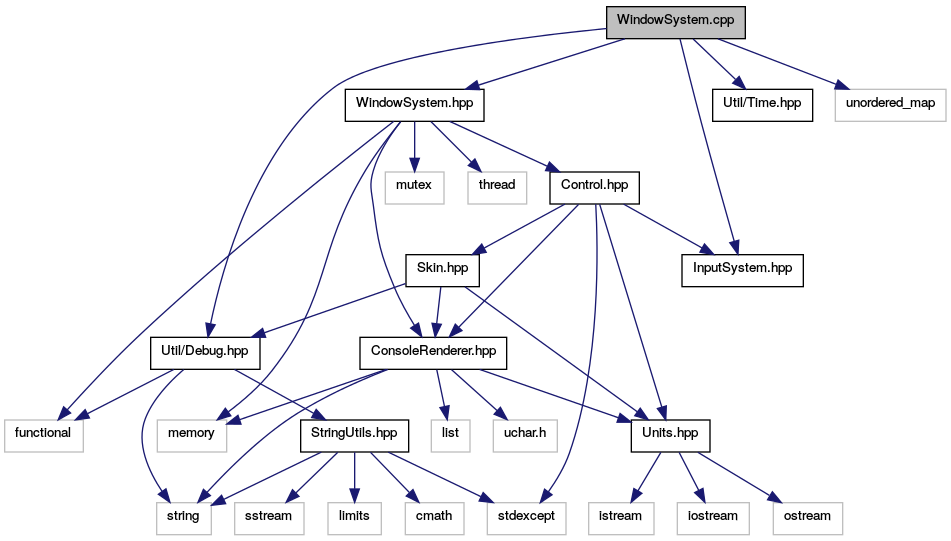 WindowSystem.cpp
WindowSystem.hpp
Util/Time.hpp
unordered_map
mutex
thread
Control.hpp
Skin.hpp
InputSystem.hpp
Util/Debug.hpp
ConsoleRenderer.hpp
functional
memory
StringUtils.hpp
list
uchar.h
Units.hpp
string
sstream
limits
cmath
stdexcept
istream
iostream
ostream